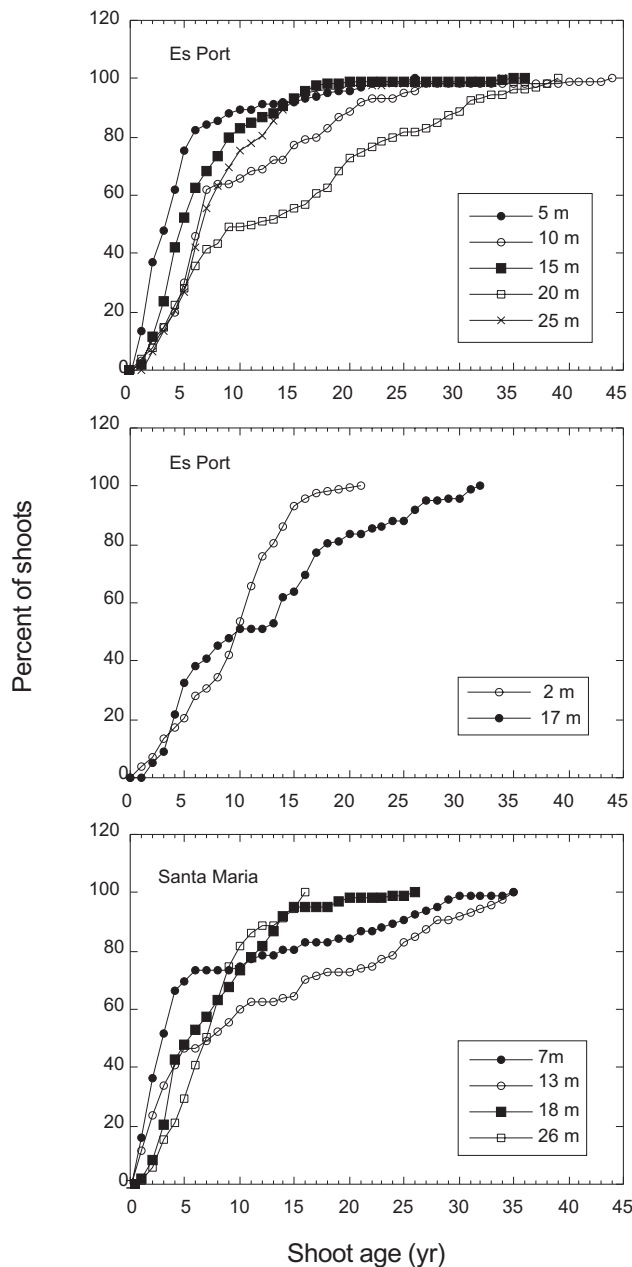 120
Es Port
100
80
60
40
20
0
5 m
10 m
15 m
20 m
25 m
0 5 10 15 20 25 30 35 40 45
120
Es Port
100
80
60
40
20
0
2 m
17 m
0 5 10 15 20 25 30 35 40 45
Percent of shoots
120
Santa Maria
100
80
60
40
20
0
7m
13 m
18 m
26 m
0 5 10 15 20 25 30 35 40 45
Shoot age (yr)